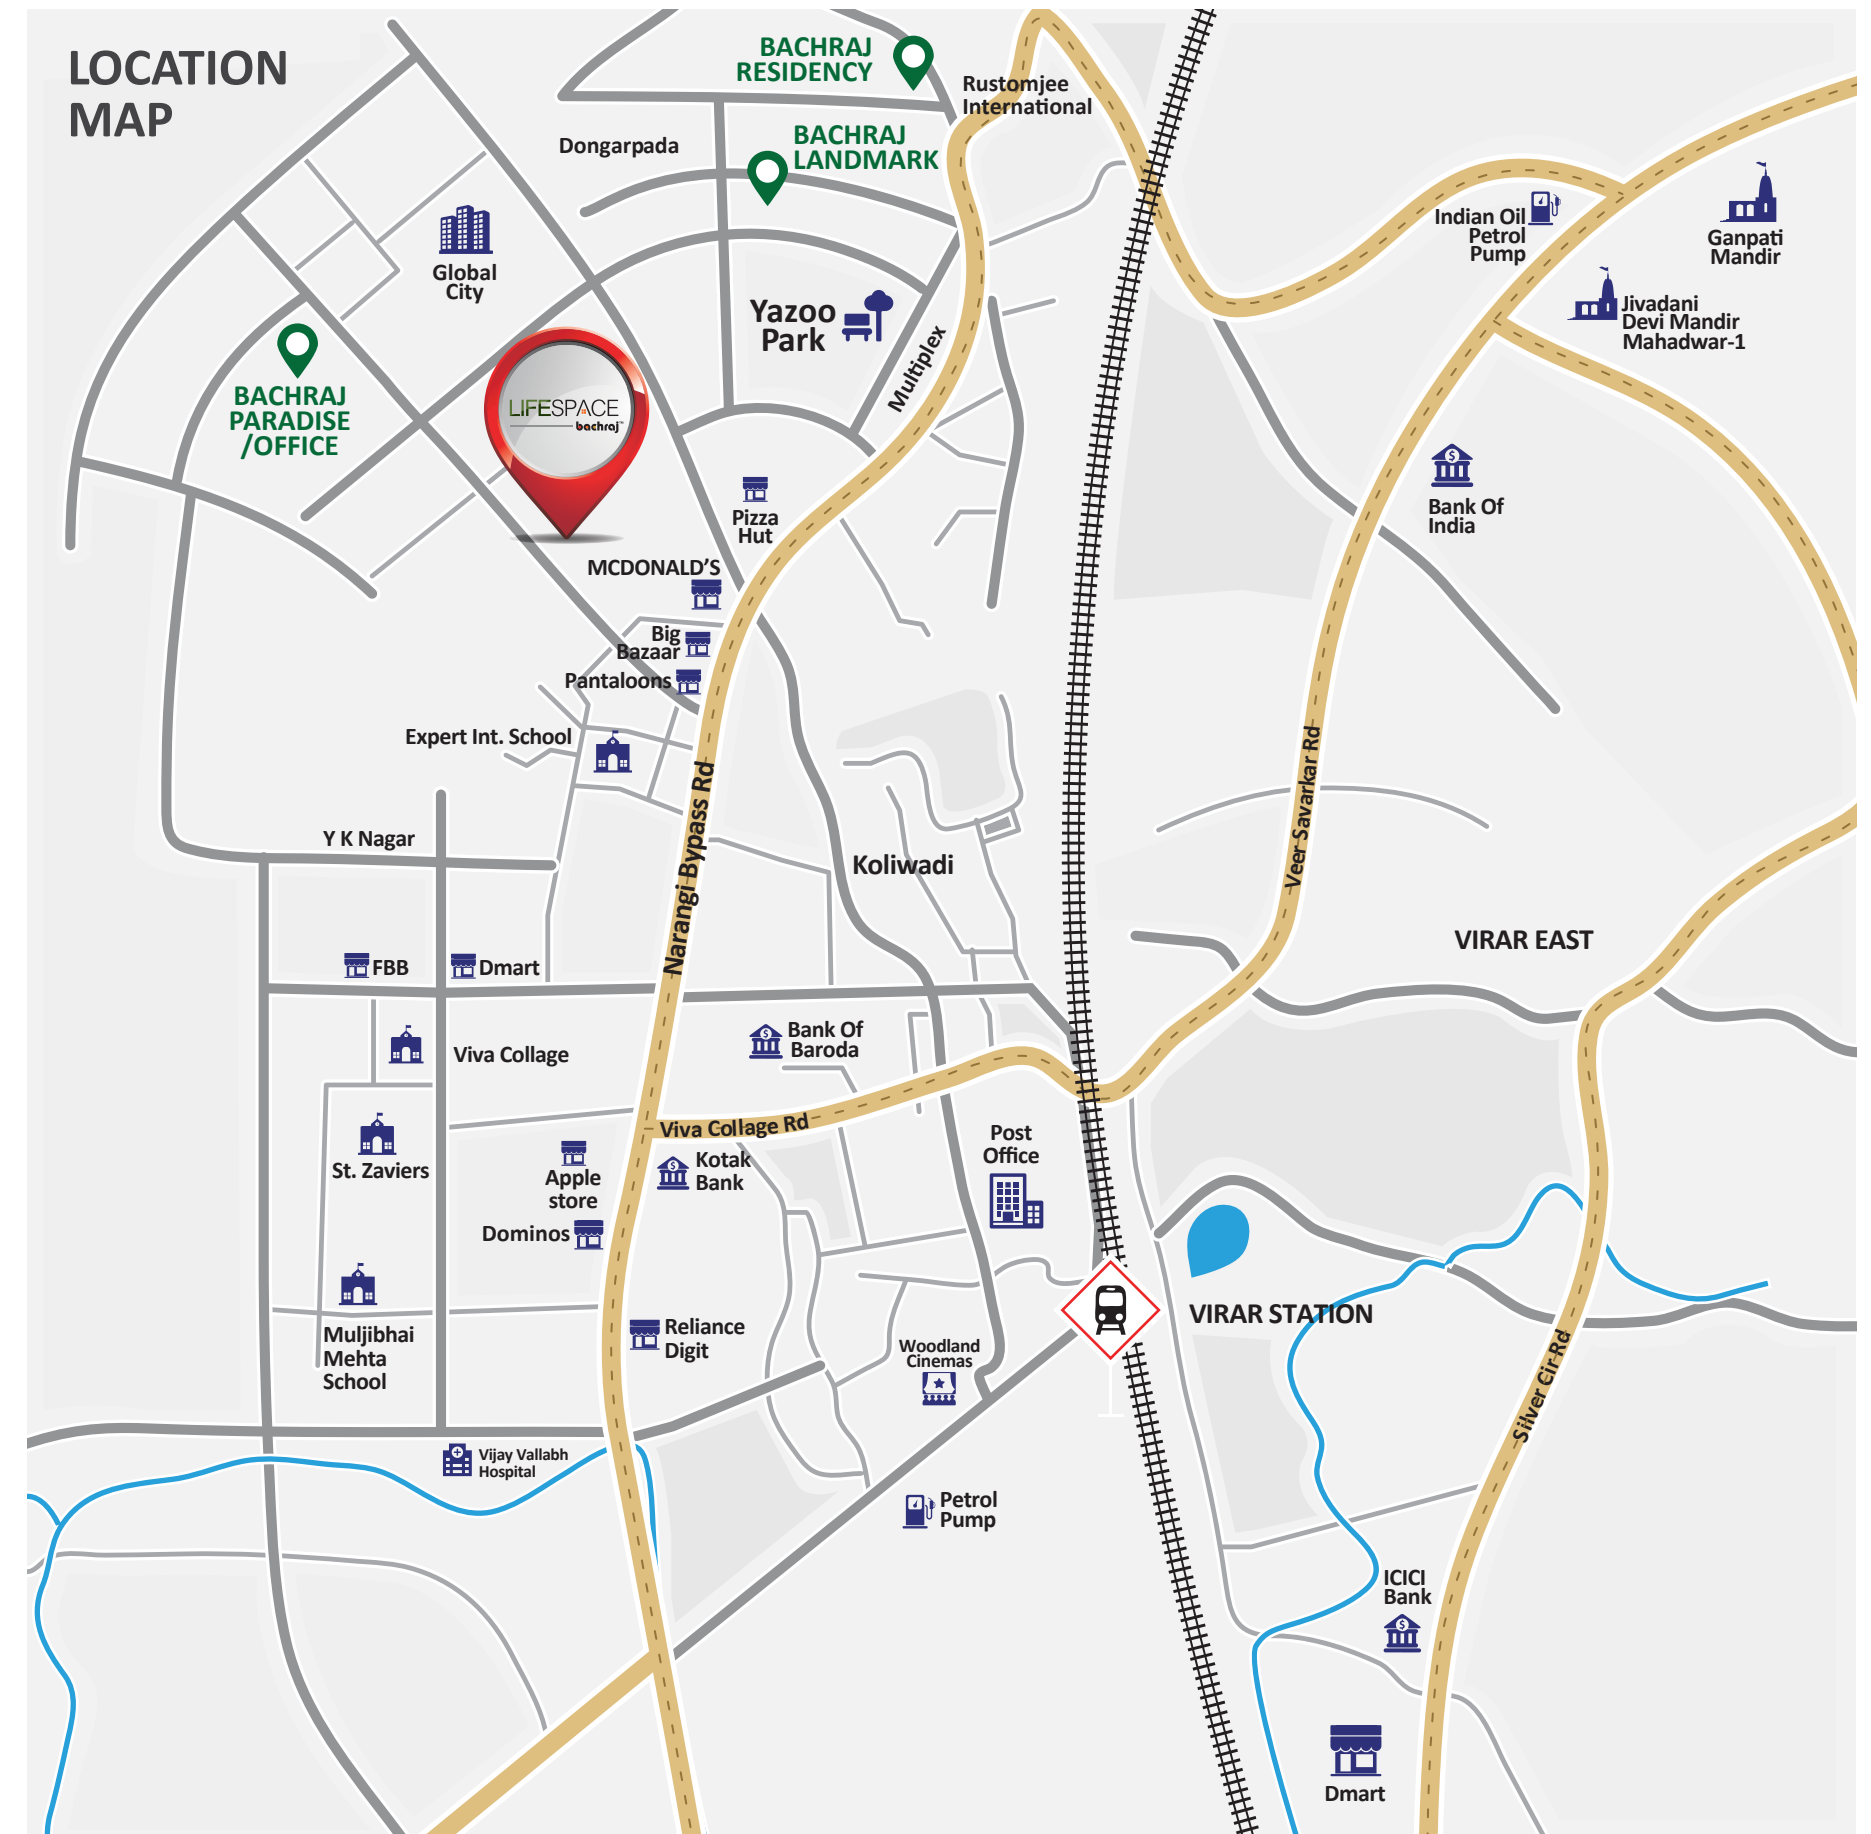 LOCATION
MAP
BACHRAJ
RESIDENCY
Rustomjee
International
Dongarpada
BACHRAJ
LANDMARK
Global
City
Yazoo
Park
Multiplex
Indian Oil
Petrol
Pump
Ganpati
Mandir
Jivadani
Devi Mandir
Mahadwar-1
BACHRAJ
PARADISE
/OFFICE
LIFESPACE
bachraj™
Pizza
Hut
MCDONALD'S
Big
Bazaar
Pantaloons
Expert Int. School
Bank Of
India
Narangi Bypass Rd
Veer Savarkar Rd
Y K Nagar
Koliwadi
VIRAR EAST
FBB
Dmart
Viva Collage
Bank Of
Baroda
Viva Collage Rd
St. Zaviers
Apple
store
Dominos
Kotak
Bank
Post
Office
VIRAR STATION
Muljibhai
Mehta
School
Reliance
Digit
Woodland
Cinemas
Silver Cir Rd
Vijay Vallabh
Hospital
Petrol
Pump
ICICI
Bank
Dmart